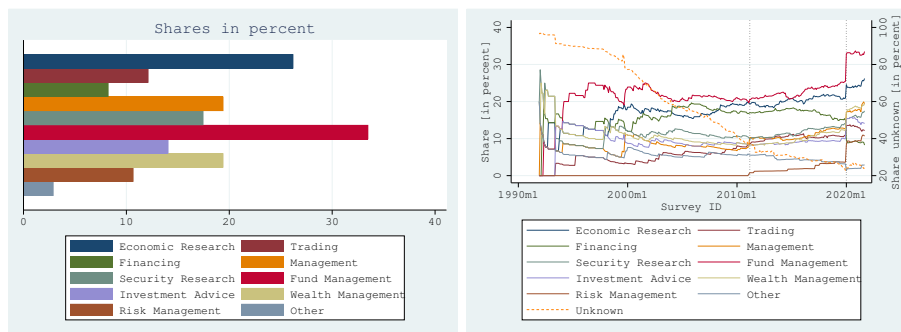 Shares in percent
0 10 20 30 40
Economic Research Trading
Financing Management
Security Research Fund Management
Investment Advice Wealth Management
Risk Management Other
Share [in percent]
40
30
20
10
0
Share unknown [in percent]
100
80
60
40
20
1990m1 2000m1 2011m1 2020m1
Survey ID
Economic Research Trading
Financing Management
Security Research Fund Management
Investment Advice Wealth Management
Risk Management Other
Unknown